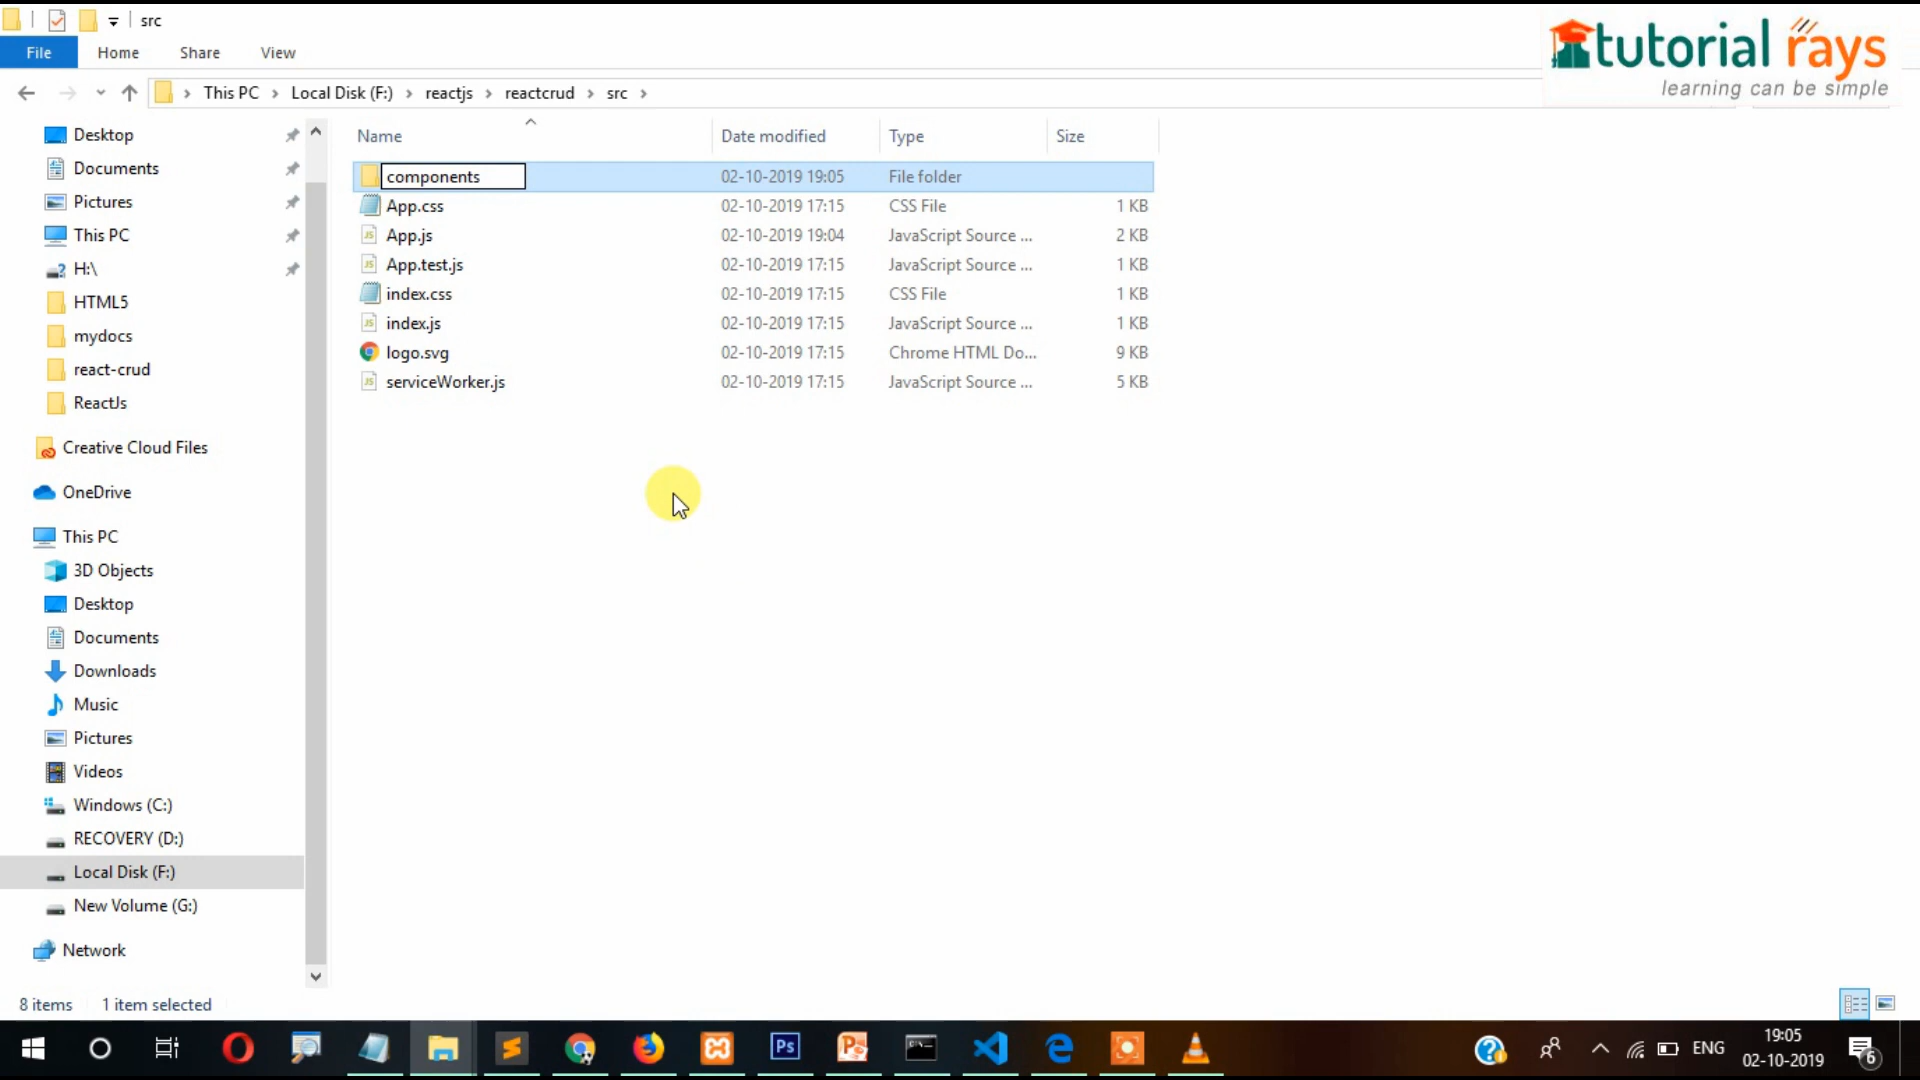 src
File Home Share View
tutorial rays
learning can be simple
This PC Local Disk (F:) reactjs reactcrud src
Name Date modified Type Size
Desktop
Documents
Pictures
This PC
H:\
HTML5
mydocs
react-crud
ReactJs
Creative Cloud Files
OneDrive
This PC
3D Objects
Desktop
Documents
Downloads
Music
Pictures
Videos
Windows (C:)
RECOVERY (D:)
Local Disk (F:)
New Volume (G:)
Network
components 02-10-2019 19:05 File folder
App.css 02-10-2019 17:15 CSS File 1 KB
App.js 02-10-2019 19:04 JavaScript Source ... 2 KB
App.test.js 02-10-2019 17:15 JavaScript Source ... 1 KB
index.css 02-10-2019 17:15 CSS File 1 KB
index.js 02-10-2019 17:15 JavaScript Source ... 1 KB
logo.svg 02-10-2019 17:15 Chrome HTML Do... 9 KB
serviceWorker.js 02-10-2019 17:15 JavaScript Source ... 5 KB
8 items 1 item selected
Ps
ENG
19:05
02-10-2019
6